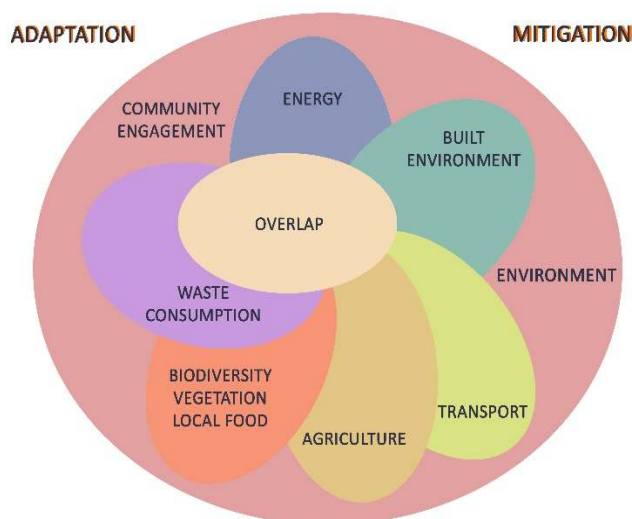 ADAPTATION
MITIGATION
COMMUNITY
ENGAGEMENT
ENERGY
BUILT
ENVIRONMENT
OVERLAP
ENVIRONMENT
WASTE
CONSUMPTION
BIODIVERSITY
VEGETATION
LOCAL FOOD
AGRICULTURE
TRANSPORT